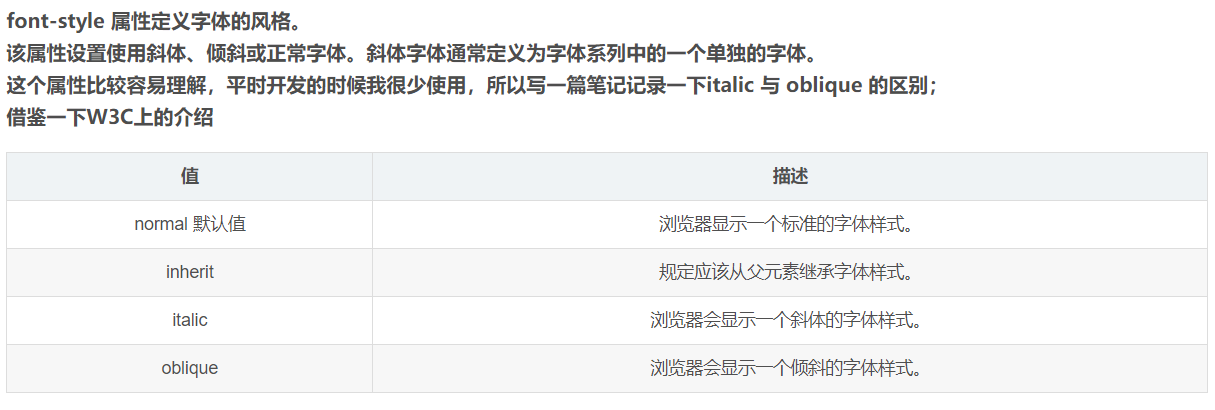 font-style 属性定义字体的风格。
该属性设置使用斜体、倾斜或正常字体。斜体字体通常定义为字体系列中的一个单独的字体。
这个属性比较容易理解，平时开发的时候我很少使用，所以写一篇笔记记录一下italic 与 oblique 的区别；
借鉴一下W3C上的介绍
值 描述
normal 默认值 浏览器显示一个标准的字体样式。
inherit 规定应该从父元素继承字体样式。
italic 浏览器会显示一个斜体的字体样式。
oblique 浏览器会显示一个倾斜的字体样式。